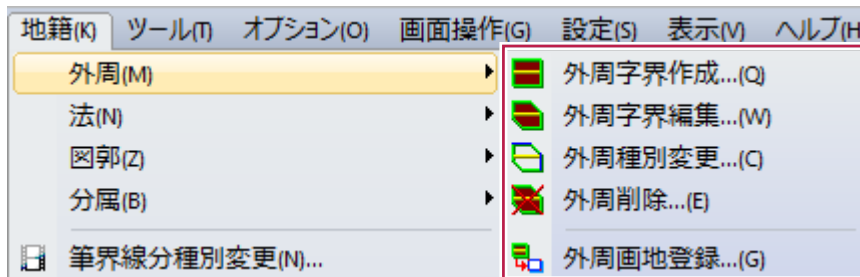 地籍(K) ツール(T) オプション(O) 画面操作(G) 設定(S) 表示(V) ヘルプ(H
外周(M)
法(N)
図郭(Z)
分属(B)
筆界線分種別変更(N)...
外周字界作成...(Q)
外周字界編集...(W)
外周種別変更...(C)
外周削除...(E)
外周画地登録...(G)